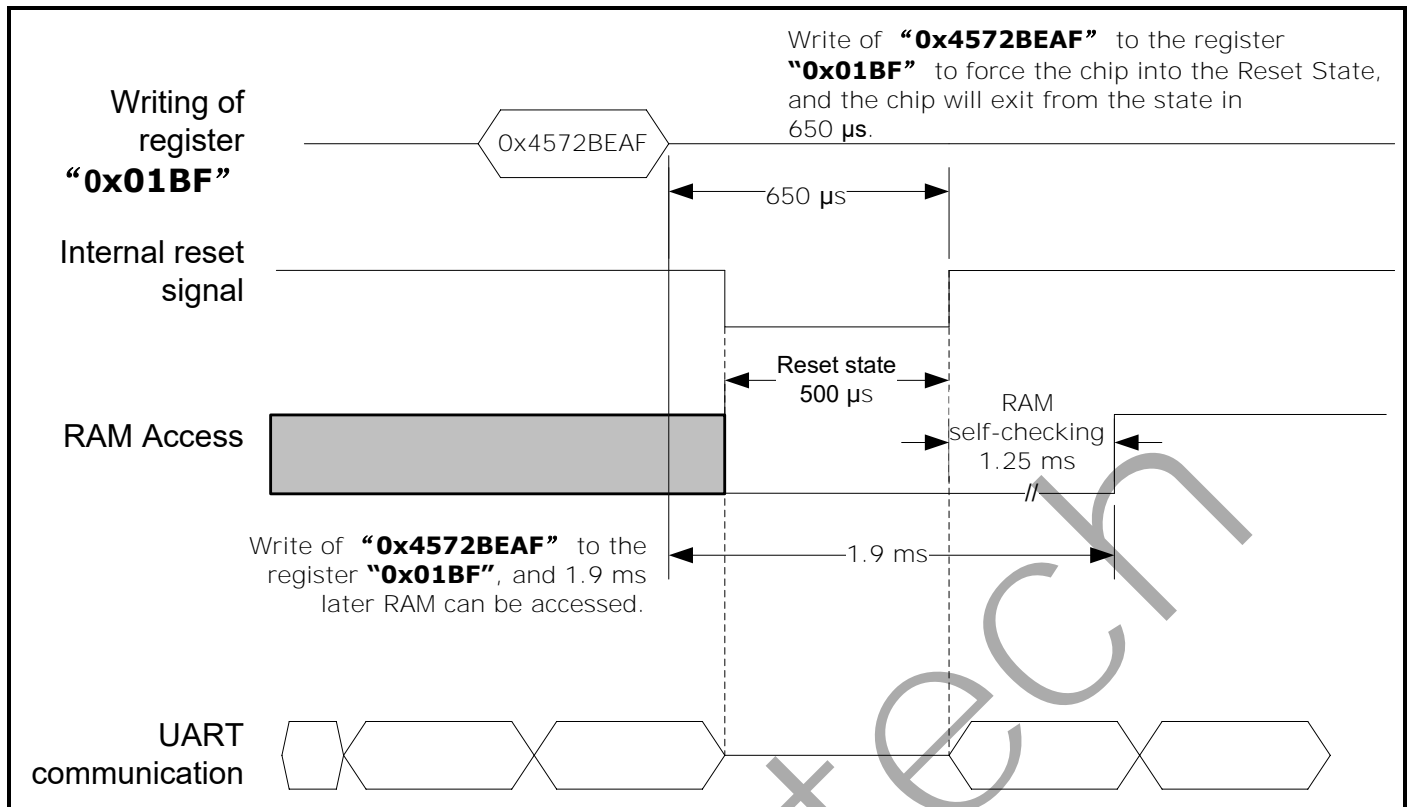 Write of “0x4572BEAF” to the register
“0x01BF” to force the chip into the Reset State,
and the chip will exit from the state in
650 µs.
Writing of
register
“0x01BF”
0x4572BEAF
650 µs
Internal reset
signal
Reset state
500 µs
RAM Access
RAM
self-checking
1.25 ms
Write of “0x4572BEAF” to the
register “0x01BF”, and 1.9 ms
later RAM can be accessed.
1.9 ms
UART
communication
tech